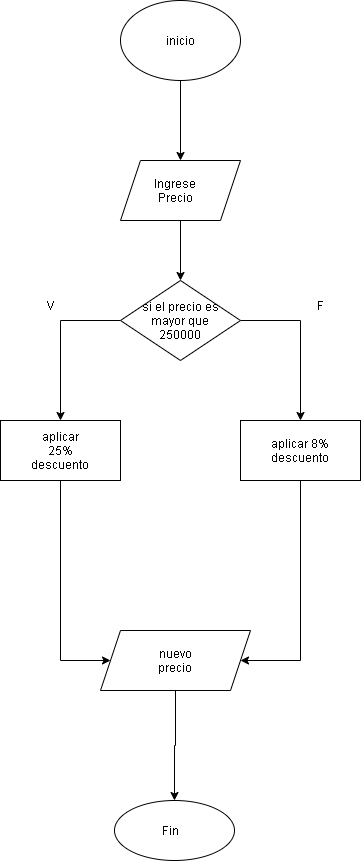 inicio
Ingrese
Precio
si el precio es
mayor que
250000
V
F
aplicar
25%
descuento
aplicar 8%
descuento
nuevo
precio
Fin